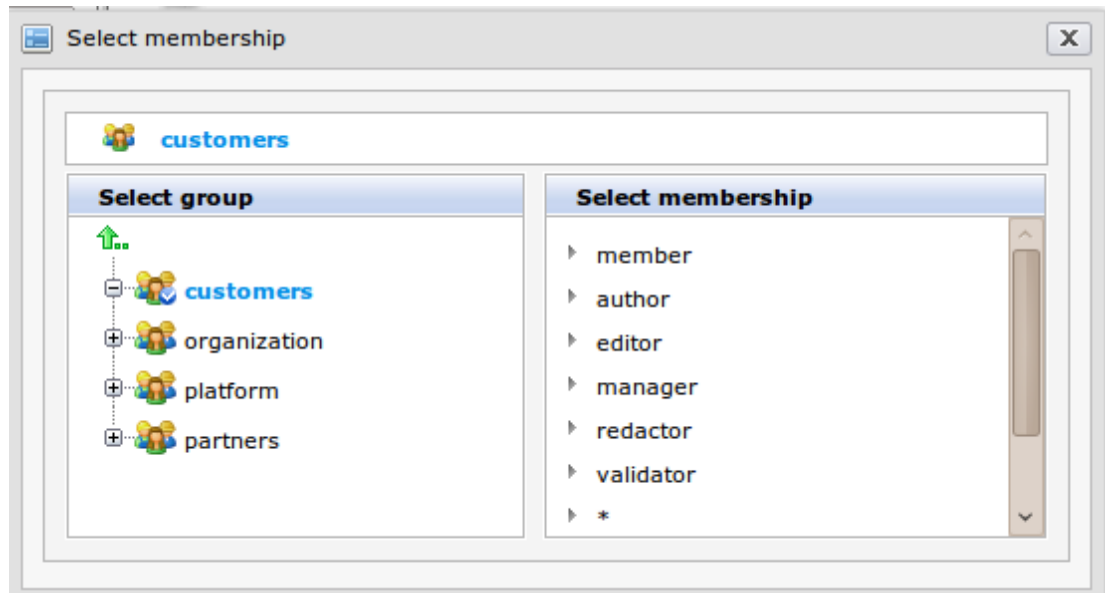 Select membership
X
customers
Select group
Select membership
..
customers
organization
platform
partners
member
author
editor
manager
redactor
validator
*